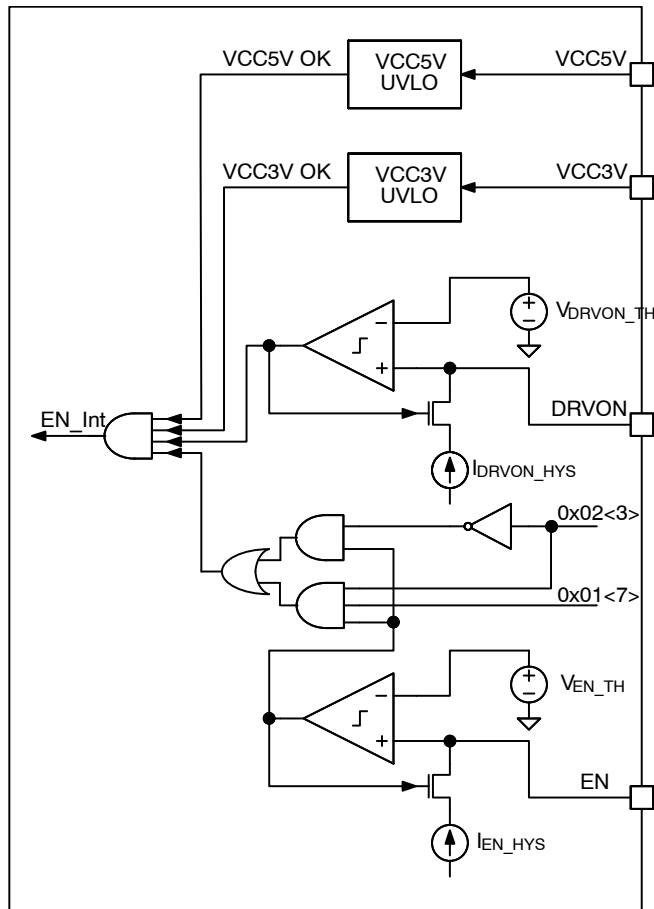 VCC5V OK
VCC5V
UVLO
VCC5V
VCC3V OK
VCC3V
UVLO
VCC3V
−
+
−
VDRVON_TH
+
DRVON
EN_Int
IDRVON_HYS
0x02<3>
0x01<7>
−
+
−
VEN_TH
+
EN
IEN_HYS